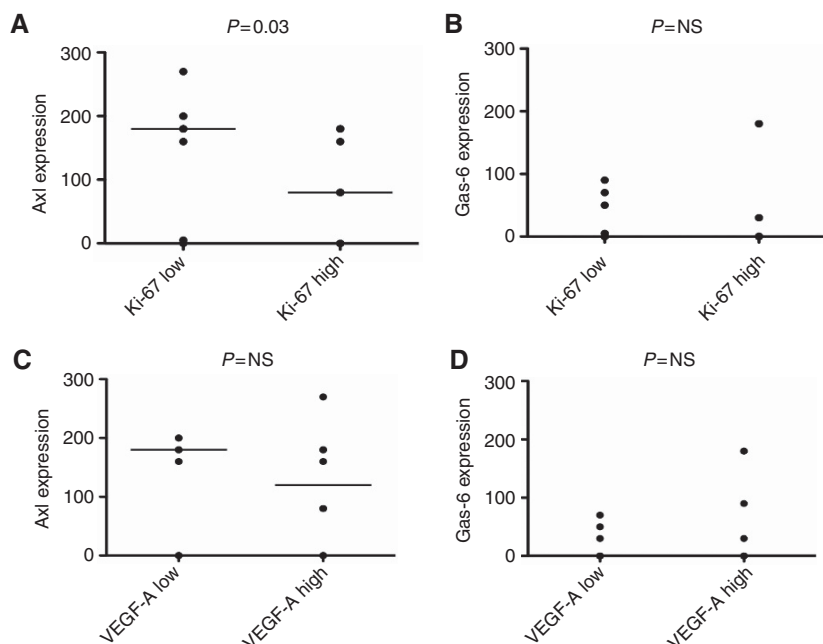 A
P=0.03
300
200
100
0
Axl expression
Ki-67 low
Ki-67 high
B
P=NS
300
200
100
0
Gas-6 expression
Ki-67 low
Ki-67 high
C
P=NS
300
200
100
0
Axl expression
VEGF-A low
VEGF-A high
D
P=NS
300
200
100
0
Gas-6 expression
VEGF-A low
VEGF-A high